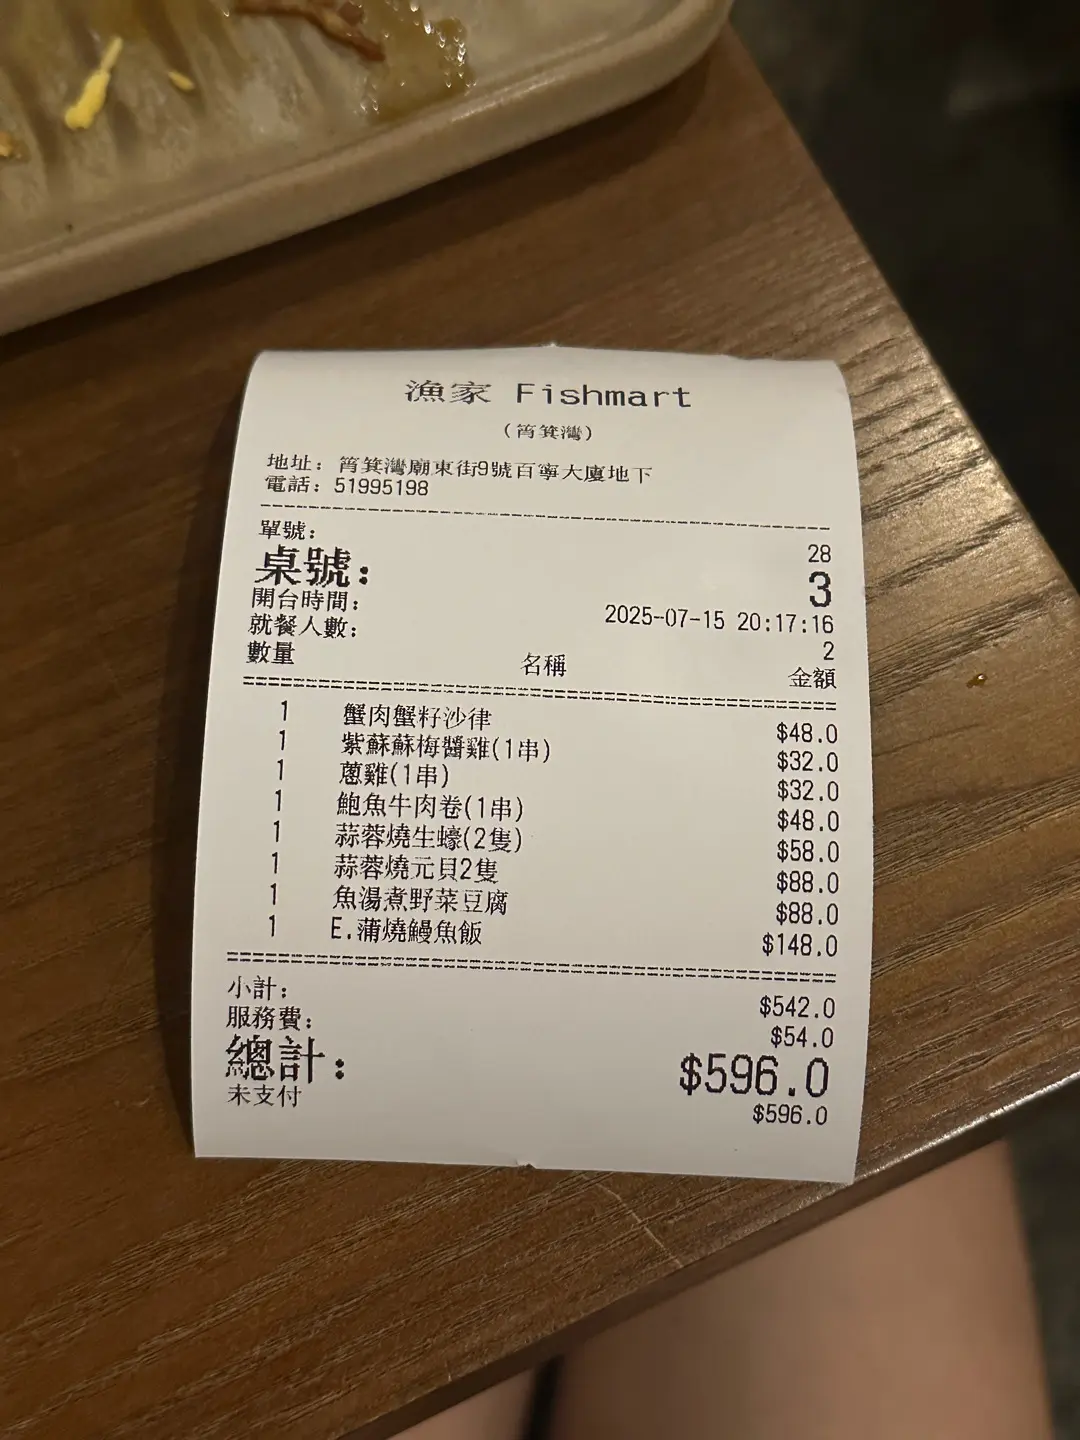 漁家 Fishmart
(筲箕灣)
地址: 筲箕灣廟東街9號百寧大廈地下
電話: 51995198
單號: 28
桌號: 3
開台時間: 2025-07-15 20:17:16
就餐人數: 2
數量 名稱 金額
1 蟹肉蟹籽沙律 $48.0
1 紫蘇蘇梅醬雞(1串) $32.0
1 蔥雞(1串) $32.0
1 鮑魚牛肉卷(1串) $48.0
1 蒜蓉燒生蠔(2隻) $58.0
1 蒜蓉燒元貝2隻 $88.0
1 魚湯煮野菜豆腐 $88.0
1 E.蒲燒鰻魚飯 $148.0
小計: $542.0
服務費: $54.0
總計: $596.0
未支付 $596.0